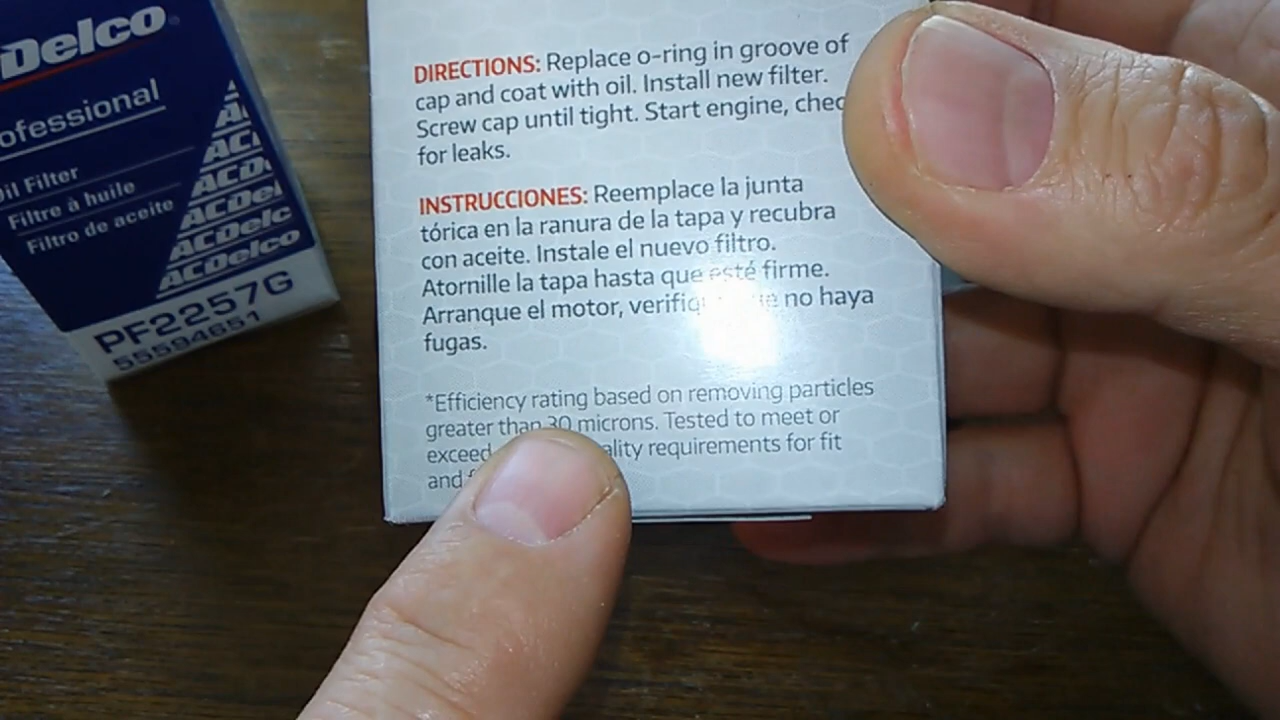 Delco
Oil Filter
Filtre à huile
Filtro de aceite
ACDelco
ACDelco
PF2257G
55594651
DIRECTIONS: Replace o-ring in groove of
cap and coat with oil. Install new filter.
Screw cap until tight. Start engine,
for leaks.
INSTRUCCIONES: Reemplace la junta
tórica en la ranura de la tapa y recubra
con aceite. Instale el nuevo filtro.
Atornille la tapa hasta que esté firme.
Arranque el motor, no haya
fugas.
*Efficiency rating based on removing particles
greater than 30 microns. Tested to meet or
exceed requirements for fit
and